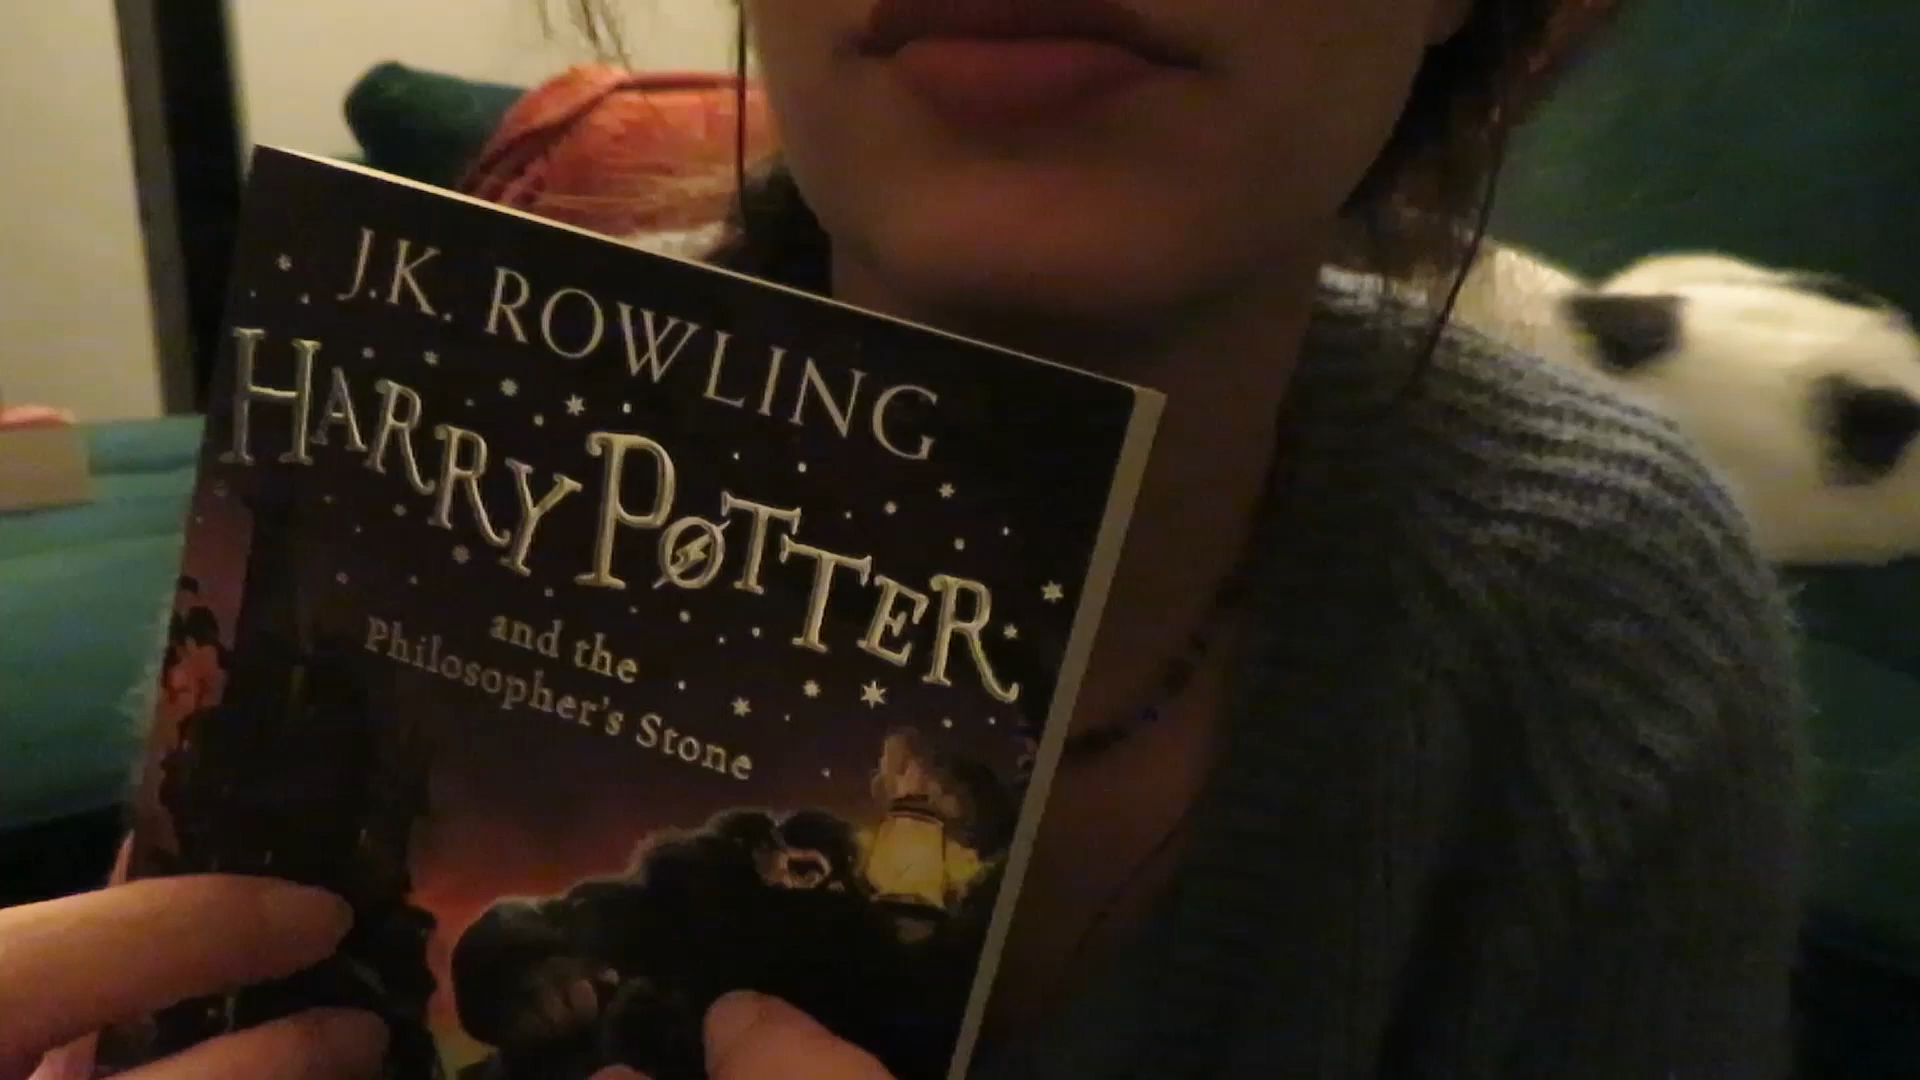 J.K. ROWLING
HARRY POTTER
and the
Philosopher's Stone